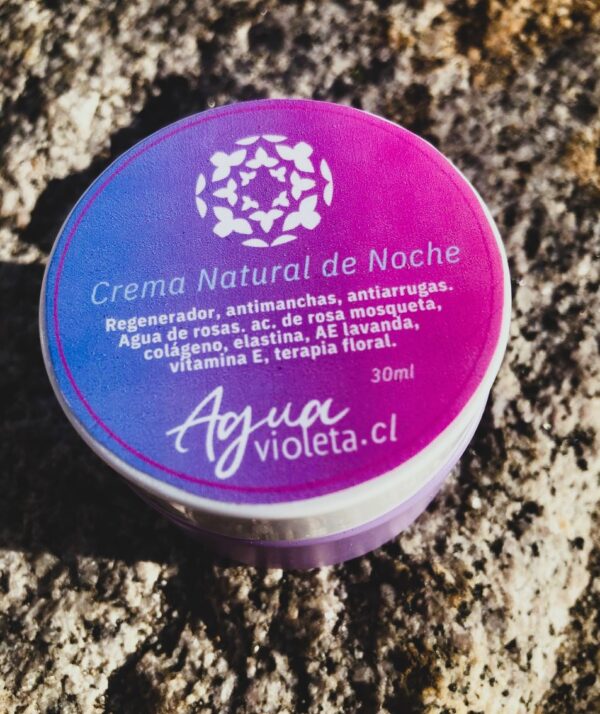 Crema Natural de Noche
Regenerador, antimanchas, antiarrugas.
Agua de rosas. ac. de rosa mosqueta,
colágeno, elastina, AE lavanda,
vitamina E, terapia floral.
30ml
Agua
violeta.cl